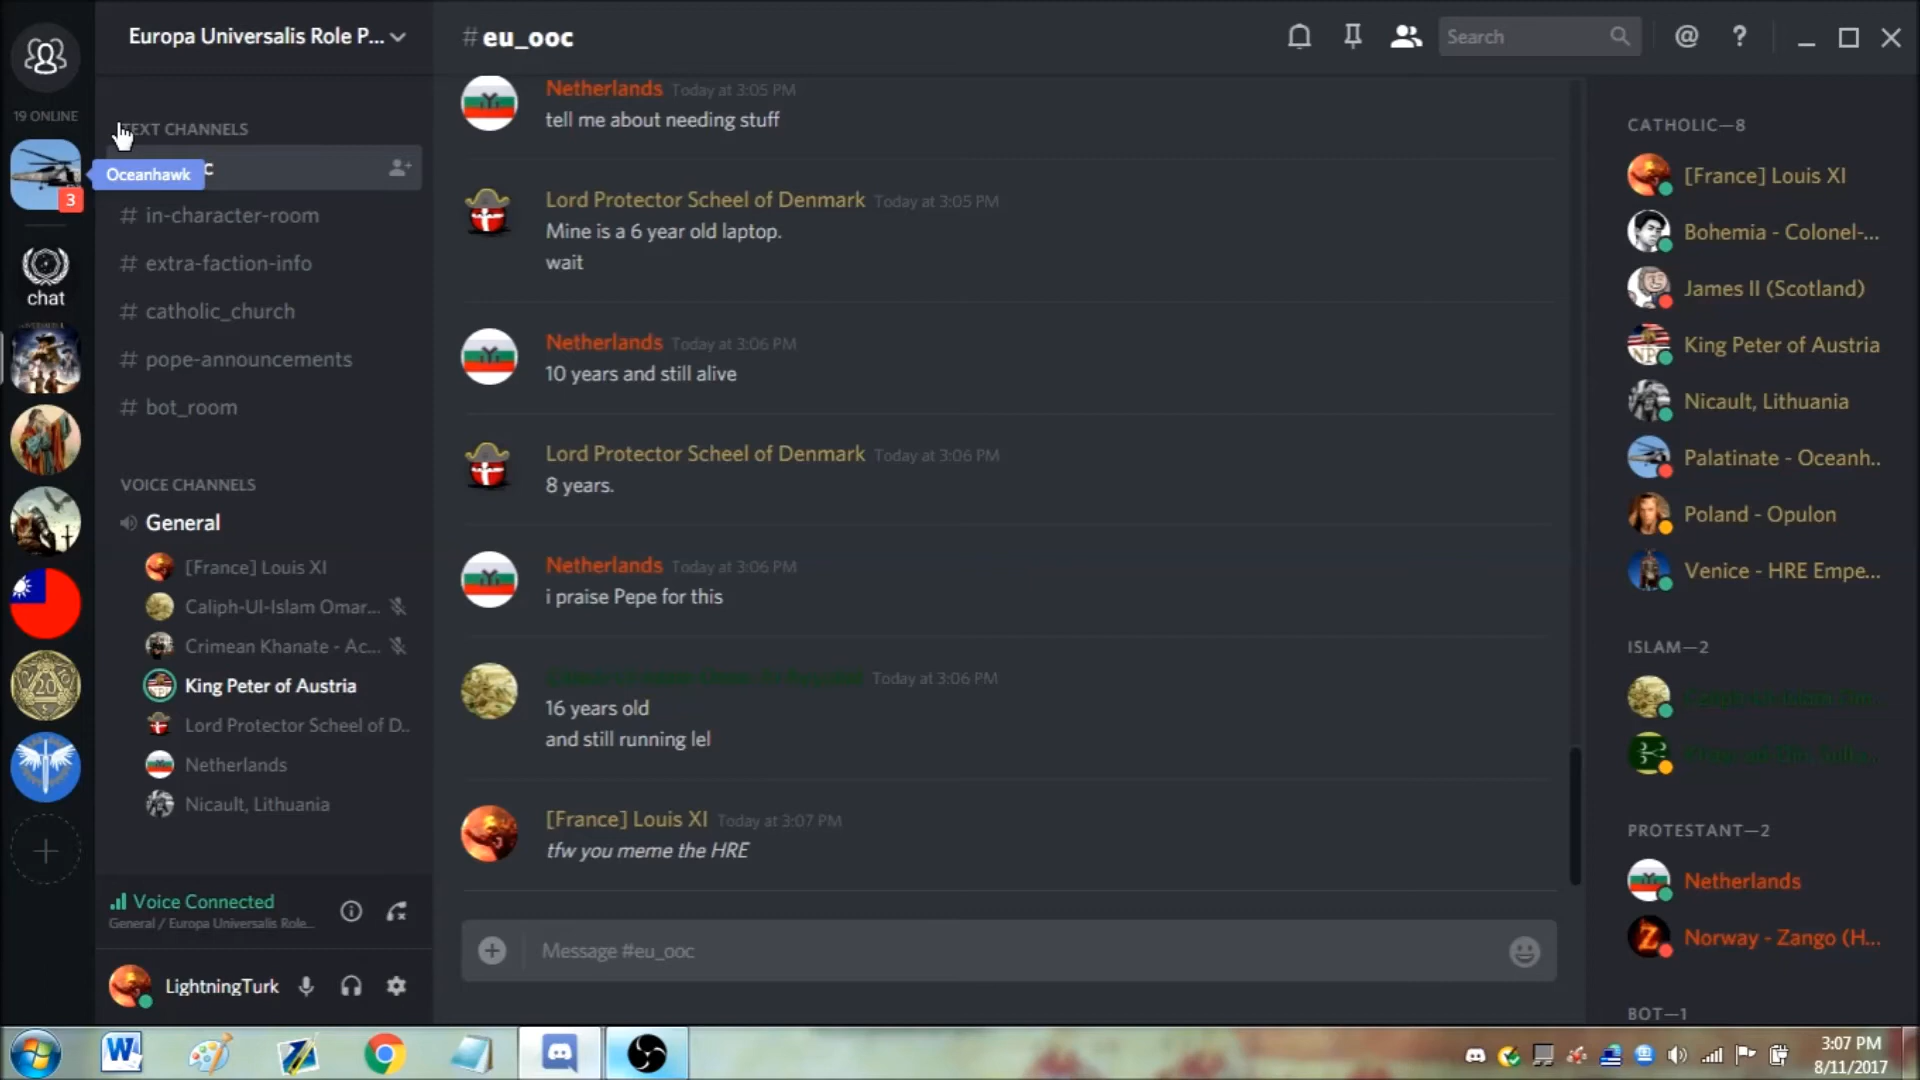 19 ONLINE
3
chat
Oceanhawk
Europa Universalis Role P...
TEXT CHANNELS
# in-character-room
# extra-faction-info
# catholic_church
# pope-announcements
# bot_room
VOICE CHANNELS
General
[France] Louis XI
Caliph-Ul-Islam Omar...
Crimean Khanate - Ac...
King Peter of Austria
Lord Protector Scheel of D..
Netherlands
Nicault, Lithuania
Voice Connected
General / Europa Universalis Role...
LightningTurk
#eu_ooc
Search
Netherlands Today at 3:05 PM
tell me about needing stuff
Lord Protector Scheel of Denmark Today at 3:05 PM
Mine is a 6 year old laptop.
wait
Netherlands Today at 3:06 PM
10 years and still alive
Lord Protector Scheel of Denmark Today at 3:06 PM
8 years.
Netherlands Today at 3:06 PM
i praise Pepe for this
Today at 3:06 PM
16 years old
and still running lel
[France] Louis XI Today at 3:07 PM
tfw you meme the HRE
Message #eu_ooc
CATHOLIC—8
[France] Louis XI
Bohemia - Colonel-...
James II (Scotland)
King Peter of Austria
Nicault, Lithuania
Palatinate - Oceanh..
Poland - Opulon
Venice - HRE Empe...
ISLAM—2
PROTESTANT—2
Netherlands
Norway - Zango (H...
BOT—1
3:07 PM
8/11/2017